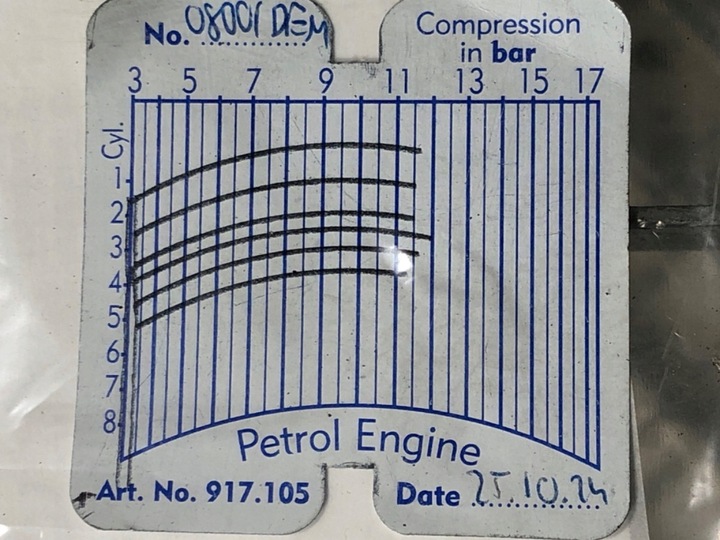 No. 08001 DEM
Compression
in bar
3 5 7 9 11 13 15 17
Cyl.
1
2
3
4
5
6
7
8
Petrol Engine
Art. No. 917.105
Date 25.10.24